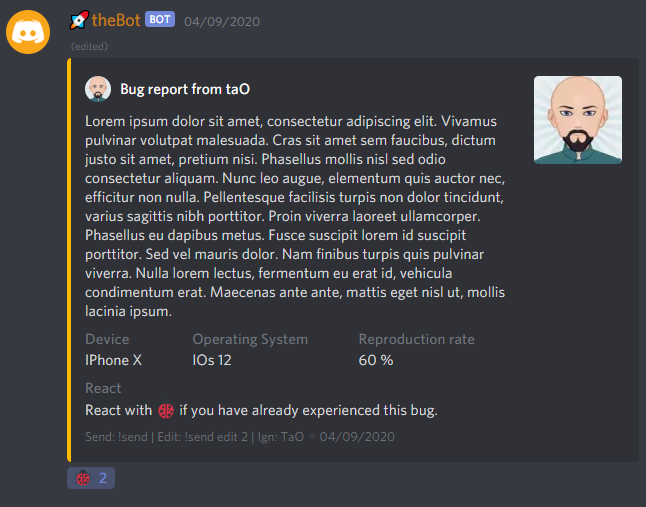 🚀 theBot BOT 04/09/2020
(edited)
Bug report from taO
Lorem ipsum dolor sit amet, consectetur adipiscing elit. Vivamus
pulvinar volutpat malesuada. Cras sit amet sem faucibus, dictum
justo sit amet, pretium nisi. Phasellus mollis nisl sed odio
consectetur aliquam. Nunc leo augue, elementum quis auctor nec,
efficitur non nulla. Pellentesque facilisis turpis non dolor tincidunt,
varius sagittis nibh porttitor. Proin viverra laoreet ullamcorper.
Phasellus eu dapibus metus. Fusce suscipit lorem id suscipit
porttitor. Sed vel mauris dolor. Nam finibus turpis quis pulvinar
viverra. Nulla lorem lectus, fermentum eu erat id, vehicula
condimentum erat. Maecenas ante ante, mattis eget nisl ut, mollis
lacinia ipsum.
Device Operating System Reproduction rate
IPhone X IOs 12 60 %
React
React with 🐞 if you have already experienced this bug.
Send: !send | Edit: !send edit 2 | Ign: TaO • 04/09/2020
🐞 2